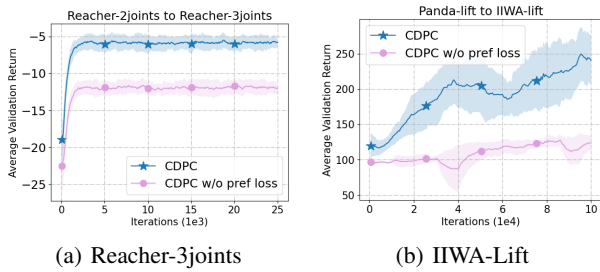 Reacher-2joints to Reacher-3joints
Average Validation Return
−5
−10
−15
−20
−25
CDPC
CDPC w/o pref loss
0
5
10
15
20
25
Iterations (1e3)
(a) Reacher-3joints
Panda-lift to IIWA-lift
Average Validation Return
250
200
150
100
50
CDPC
CDPC w/o pref loss
0
2
4
6
8
10
Iterations (1e4)
(b) IIWA-Lift